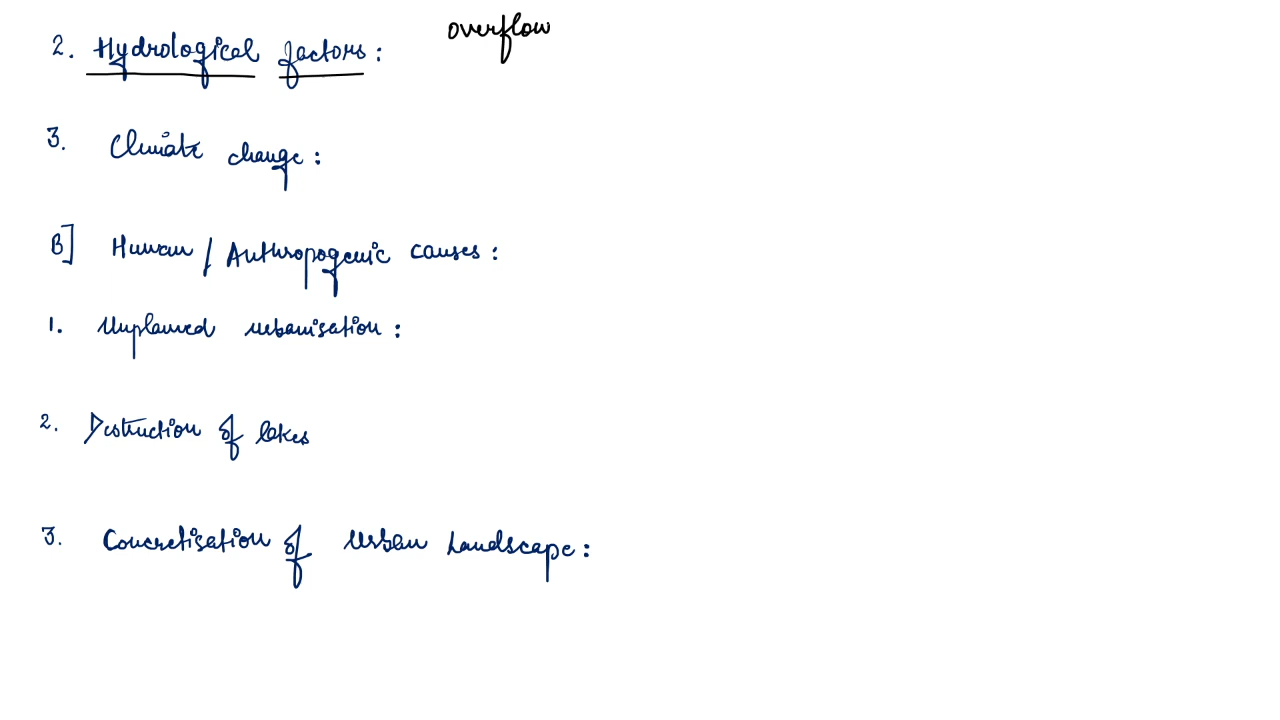 overflow
2. Hydrological factors:
3. Climate change:
B] Human / Anthropogenic causes:
1. Unplanned urbanisation:
2. Destruction of lakes
3. Concretisation of Urban Landscape: